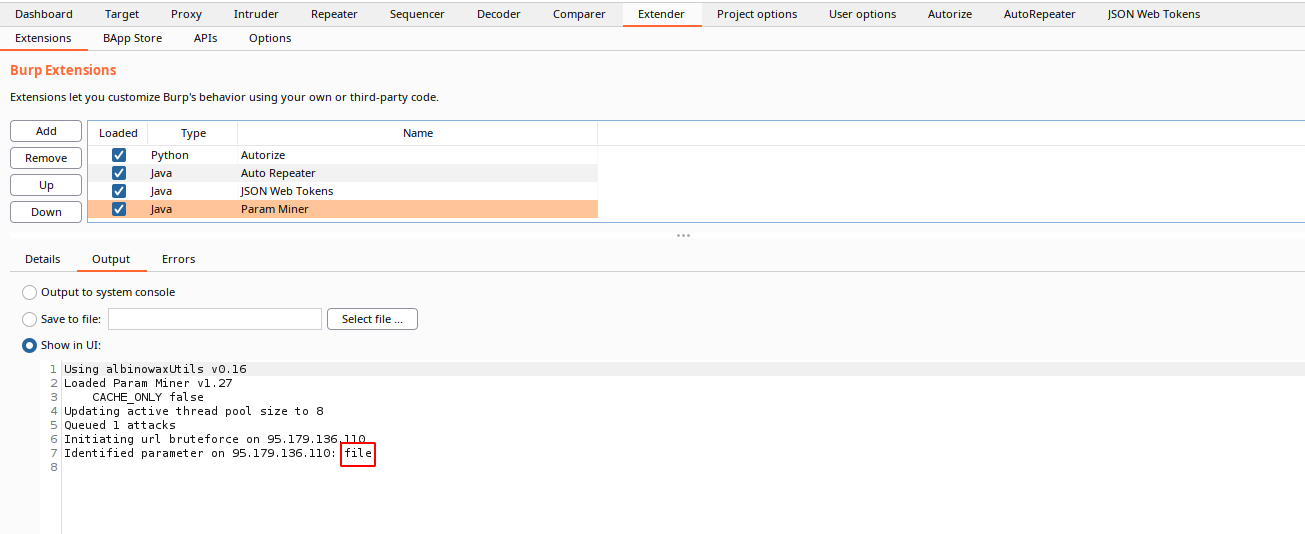 Dashboard Target Proxy Intruder Repeater Sequencer Decoder Comparer Extender Project options User options Autorize AutoRepeater JSON Web Tokens
Extensions BApp Store APIs Options
Burp Extensions
Extensions let you customize Burp's behavior using your own or third-party code.
Add
Remove
Up
Down
Loaded Type Name
Python Autorize
Java Auto Repeater
Java JSON Web Tokens
Java Param Miner
Details Output Errors
Output to system console
Save to file: Select file ...
Show in UI:
1 Using albinowaxUtils v0.16
2 Loaded Param Miner v1.27
3 CACHE_ONLY false
4 Updating active thread pool size to 8
5 Queued 1 attacks
6 Initiating url bruteforce on 95.179.136.110
7 Identified parameter on 95.179.136.110: file
8